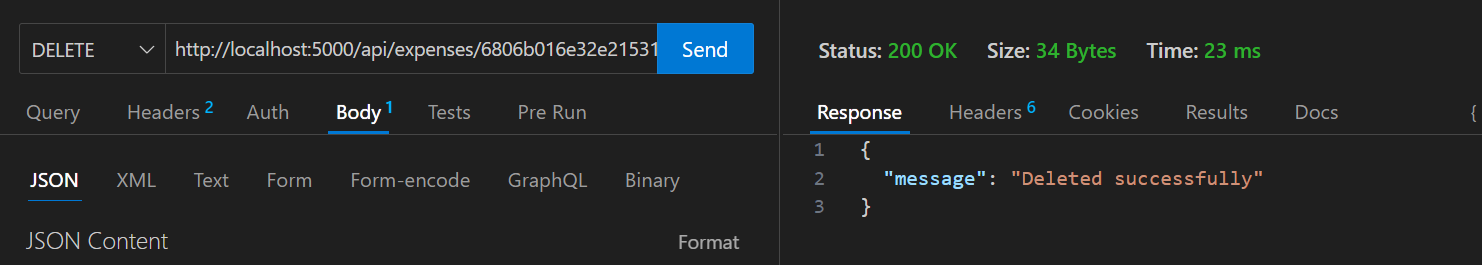 DELETE http://localhost:5000/api/expenses/6806b016e32e21531 Send
Query Headers 2 Auth Body 1 Tests Pre Run
JSON XML Text Form Form-encode GraphQL Binary
JSON Content Format
Status: 200 OK Size: 34 Bytes Time: 23 ms
Response Headers 6 Cookies Results Docs {
1 {
2 "message": "Deleted successfully"
3 }